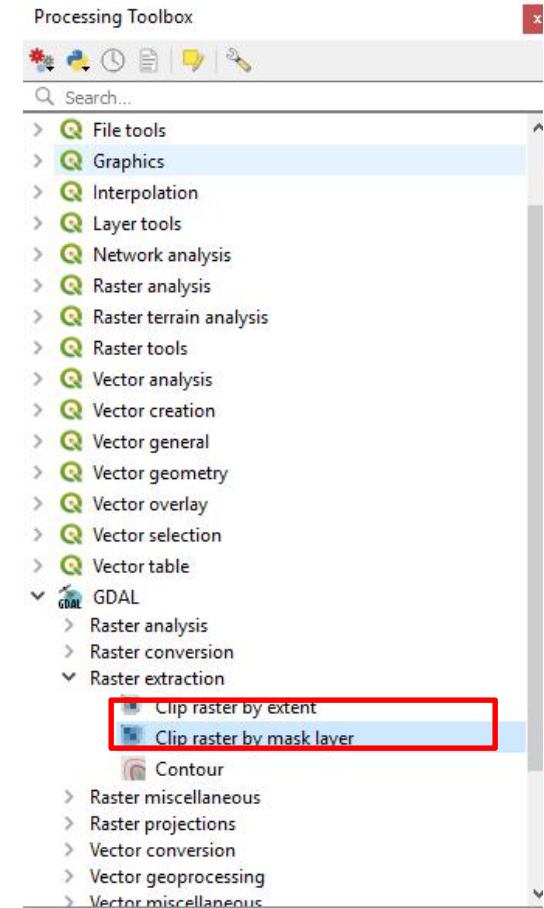 Processing Toolbox
x
Search...
File tools
Graphics
Interpolation
Layer tools
Network analysis
Raster analysis
Raster terrain analysis
Raster tools
Vector analysis
Vector creation
Vector general
Vector geometry
Vector overlay
Vector selection
Vector table
GDAL GDAL
Raster analysis
Raster conversion
Raster extraction
Clip raster by extent
Clip raster by mask layer
Contour
Raster miscellaneous
Raster projections
Vector conversion
Vector geoprocessing
Vector miscellaneous